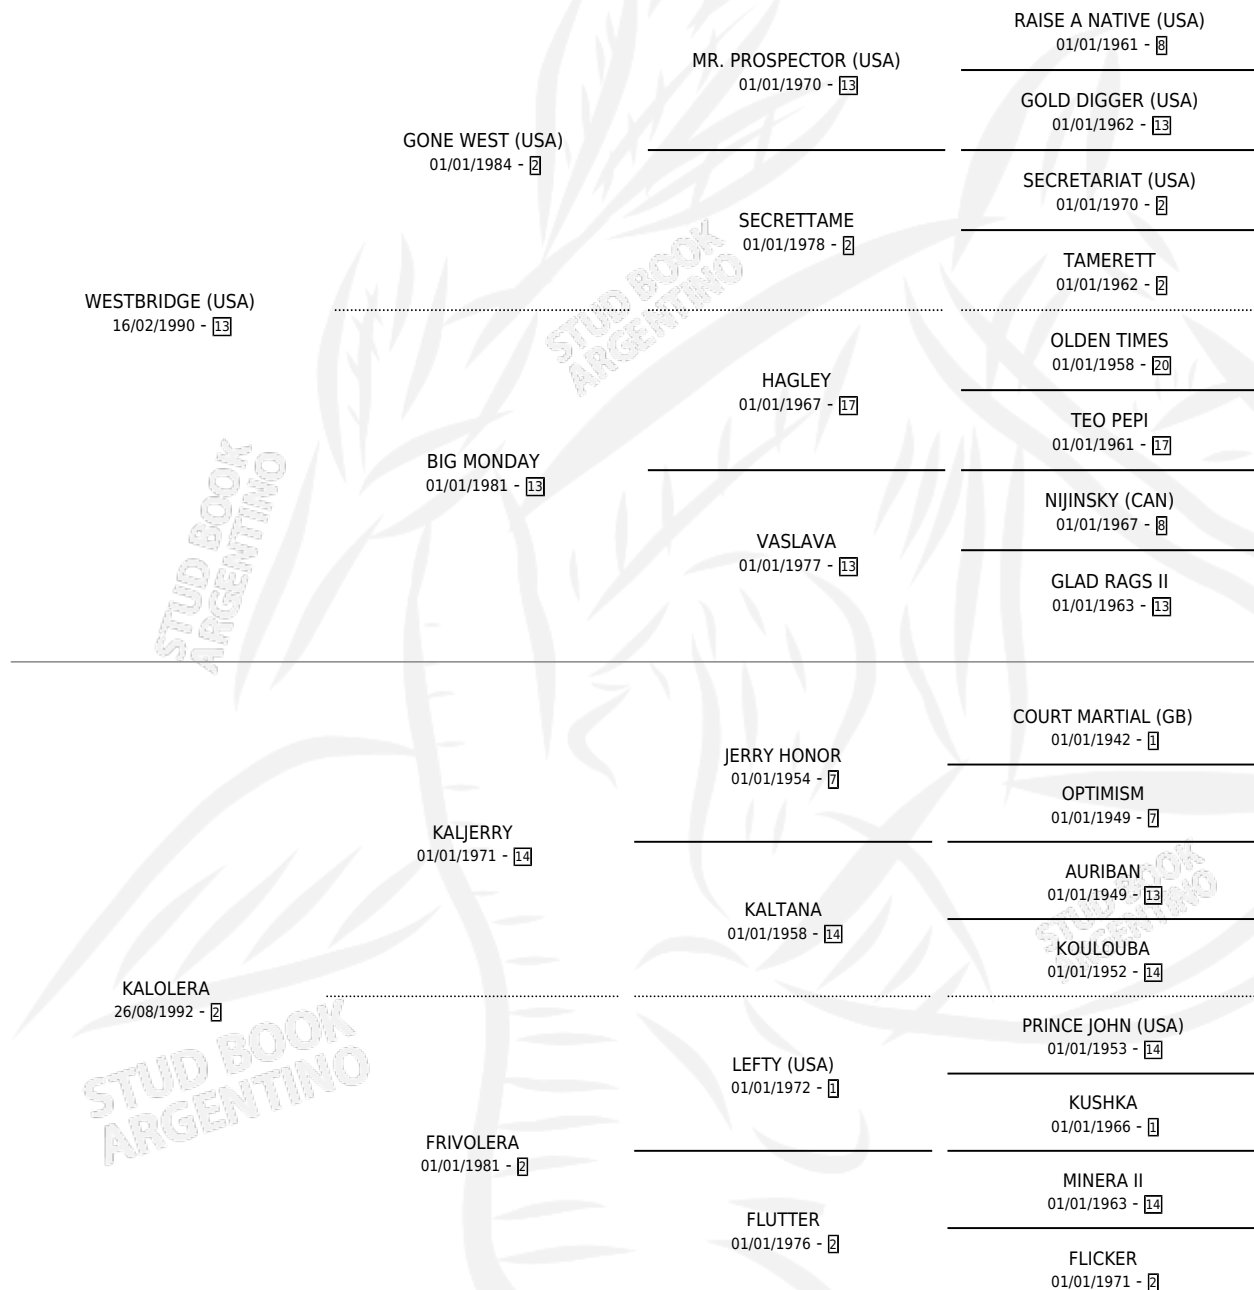 RAISE A NATIVE (USA)
01/01/1961 - 8
MR. PROSPECTOR (USA)
01/01/1970 - 13
GOLD DIGGER (USA)
01/01/1962 - 13
GONE WEST (USA)
01/01/1984 - 2
SECRETARIAT (USA)
01/01/1970 - 2
SECRETTAME
01/01/1978 - 2
TAMERETT
01/01/1962 - 2
WESTBRIDGE (USA)
16/02/1990 - 13
OLDEN TIMES
01/01/1958 - 20
HAGLEY
01/01/1967 - 17
TEO PEPI
01/01/1961 - 17
BIG MONDAY
01/01/1981 - 13
NIJINSKY (CAN)
01/01/1967 - 8
VASLAVA
01/01/1977 - 13
GLAD RAGS II
01/01/1963 - 13
COURT MARTIAL (GB)
01/01/1942 - 1
JERRY HONOR
01/01/1954 - 7
OPTIMISM
01/01/1949 - 7
KALJERRY
01/01/1971 - 14
AURIBAN
01/01/1949 - 13
KALTANA
01/01/1958 - 14
KOULOUBA
01/01/1952 - 14
KALOLERA
26/08/1992 - 2
PRINCE JOHN (USA)
01/01/1953 - 14
LEFTY (USA)
01/01/1972 - 1
KUSHKA
01/01/1966 - 1
FRIVOLERA
01/01/1981 - 2
MINERA II
01/01/1963 - 14
FLUTTER
01/01/1976 - 2
FLICKER
01/01/1971 - 2
STUD BOOK
ARGENTINO
STUD BOOK
ARGENTINO
STUD BOOK
ARGENTINO
STUD BOOK
ARGENTINO